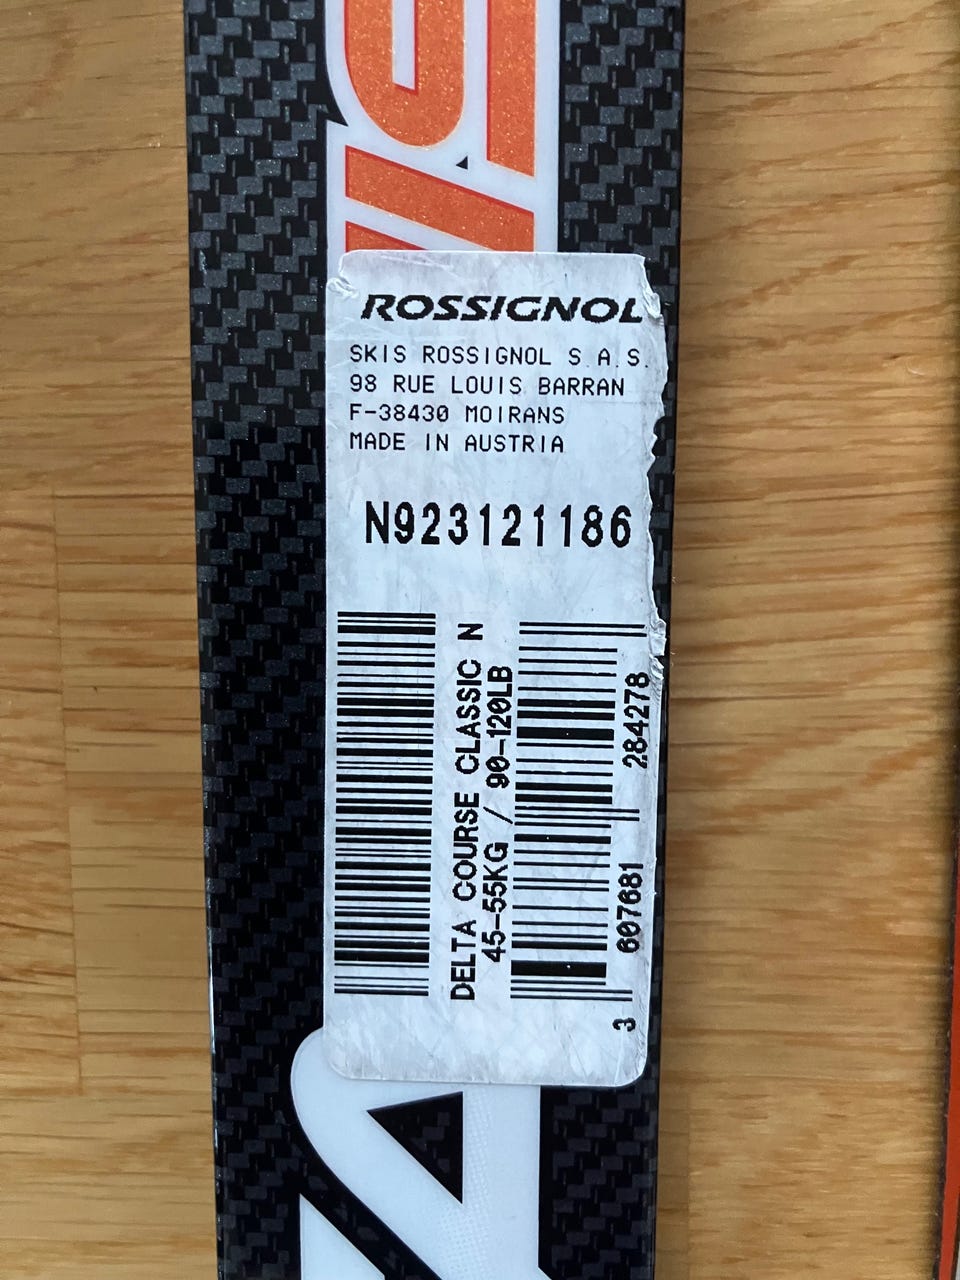 ROSSIGNOL
SKIS ROSSIGNOL S.A.S.
98 RUE LOUIS BARRAN
F-38430 MOIRANS
MADE IN AUSTRIA
N923121186
DELTA COURSE CLASSIC N
45-55KG / 90-120LB
3 607681 284278